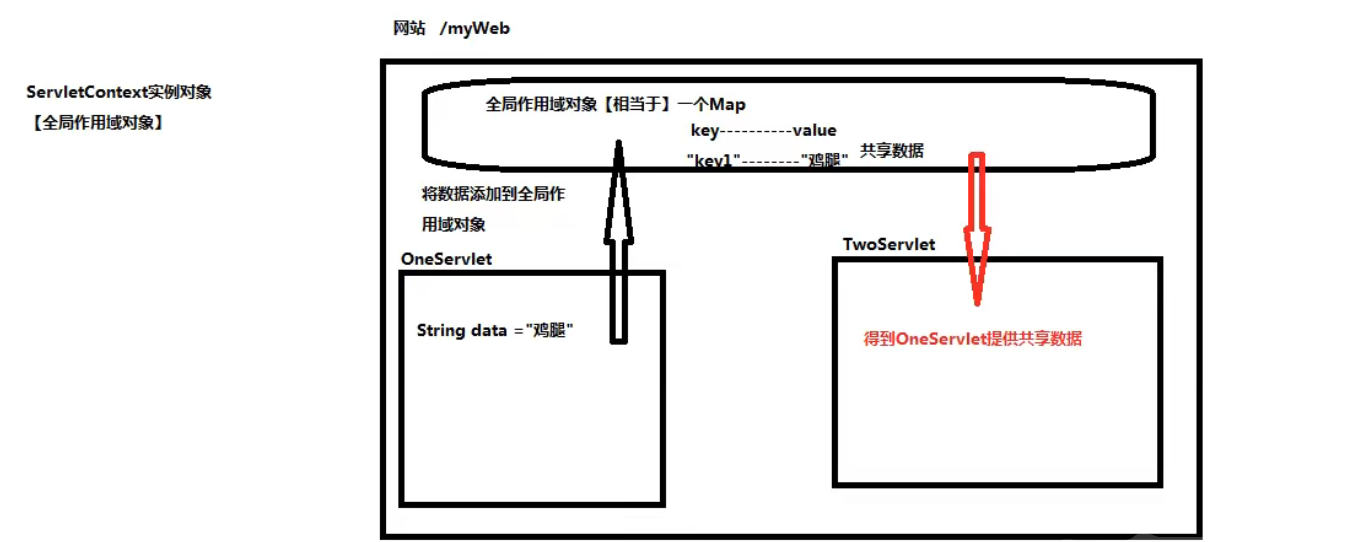 网站 /myWeb
ServletContext实例对象
【全局作用域对象】
全局作用域对象【相当于】一个Map
key----------value
"key1"--------"鸡腿" 共享数据
将数据添加到全局作
用域对象
OneServlet
String data ="鸡腿"
TwoServlet
得到OneServlet提供共享数据